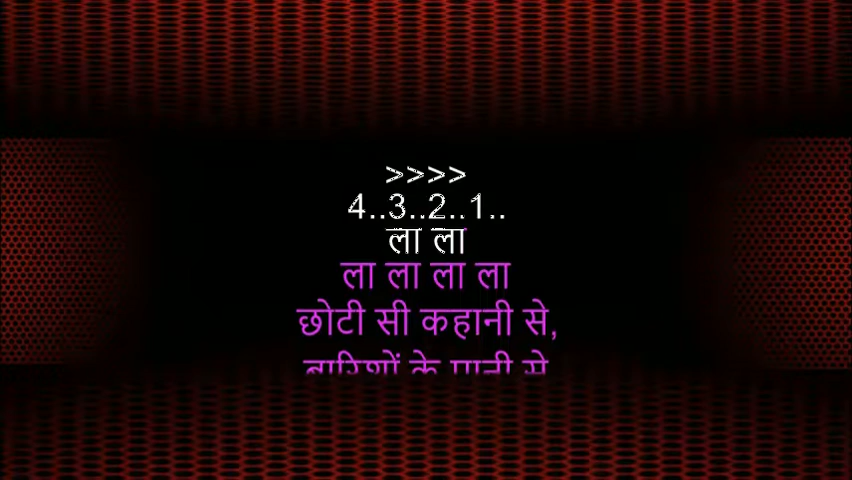 >>>>
4..3..2..1..
ला ला
ला ला ला ला
छोटी सी कहानी से,
बारिशों के पानी से